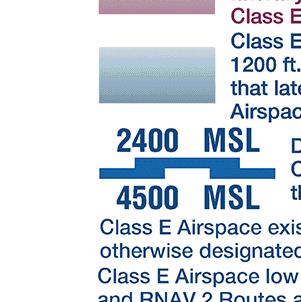 Class E
Class E
1200 ft.
that late
Airspac
2400 MSL
4500 MSL
D
C
th
Class E Airspace exis
otherwise designated
Class E Airspace low
and RNAV 2 Routes a